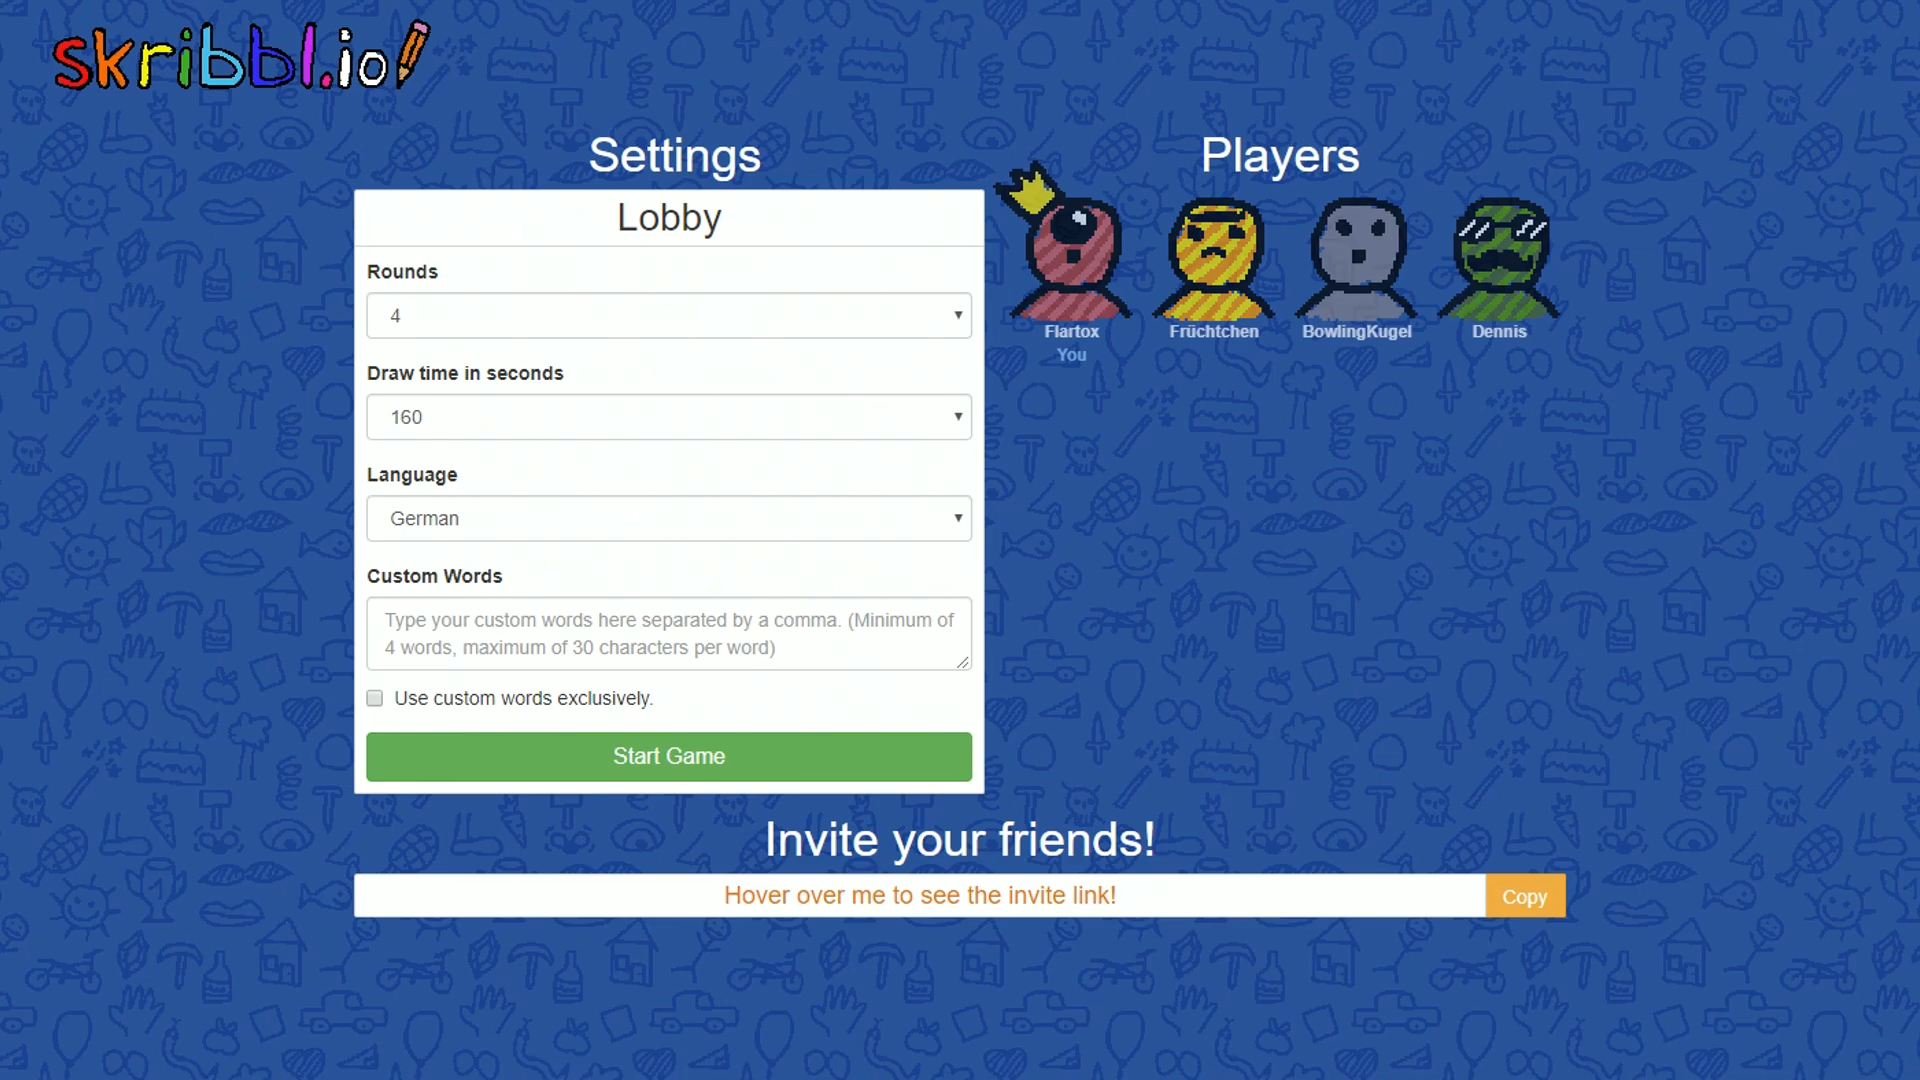 skribbl.io
Settings
Players
Lobby
Rounds
4
Draw time in seconds
160
Language
German
Custom Words
Type your custom words here separated by a comma. (Minimum of
4 words, maximum of 30 characters per word)
Use custom words exclusively.
Start Game
Flartox
You
Früchtchen
BowlingKugel
Dennis
Invite your friends!
Hover over me to see the invite link!
Copy